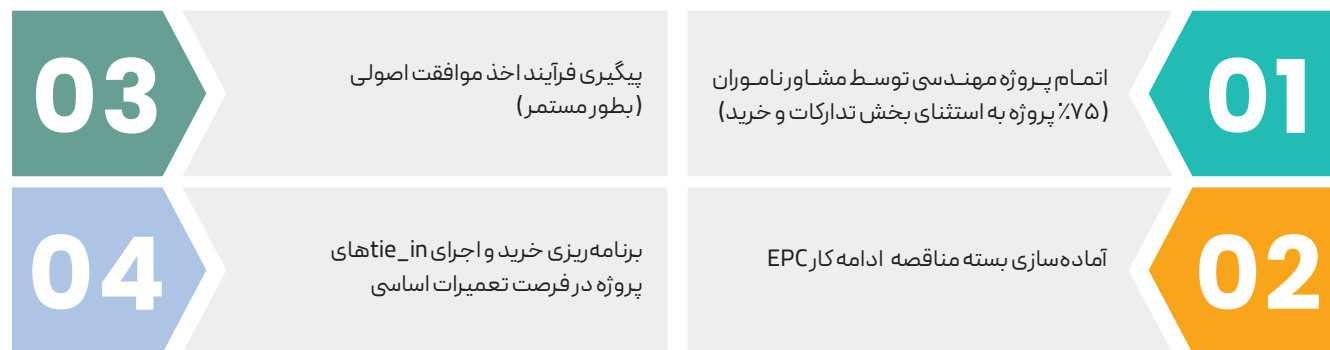 01
اتمام پروژه مهندسی توسط مشاور ناموران
(۷۵٪ پروژه به استثنای بخش تدارکات و خرید)
02
آماده‌سازی بسته مناقصه ادامه کار EPC
03
پیگیری فرآیند اخذ موافقت اصولی
(بطور مستمر)
04
برنامه‌ریزی خرید و اجرای tie_inهای
پروژه در فرصت تعمیرات اساسی